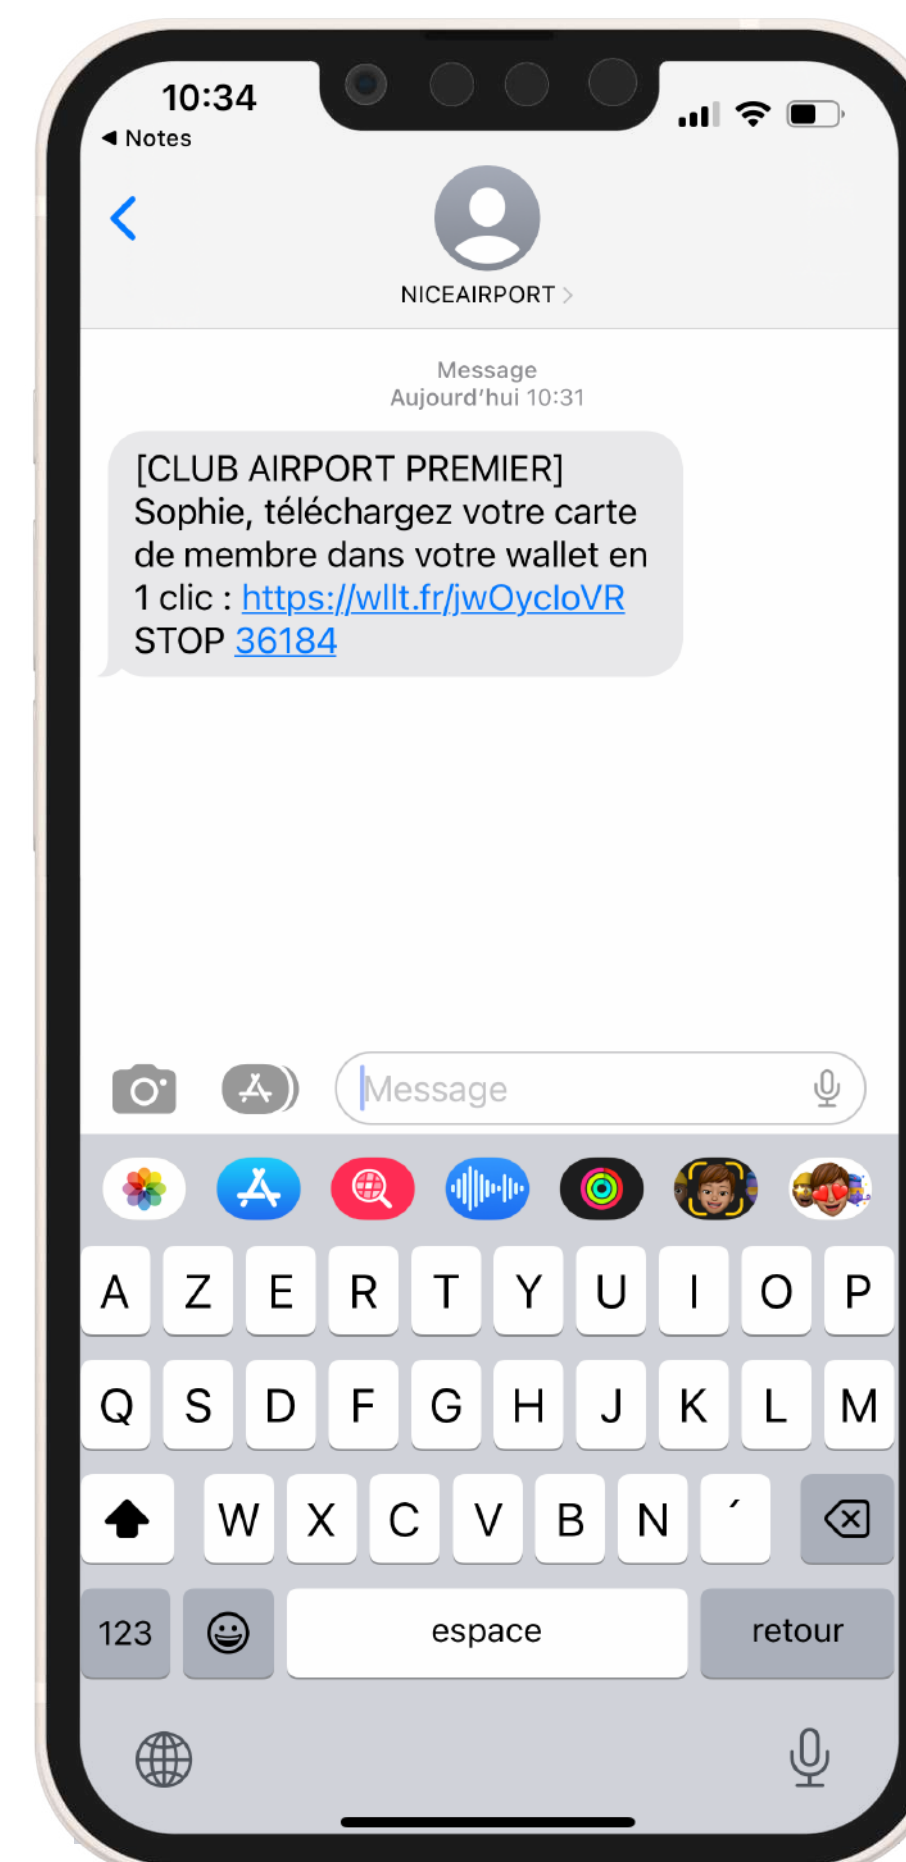 10:34
◀ Notes
NICEAIRPORT >
Message
Aujourd'hui 10:31
[CLUB AIRPORT PREMIER]
Sophie, téléchargez votre carte
de membre dans votre wallet en
1 clic : https://wllt.fr/jwOycIoVR
STOP 36184
Message
A Z E R T Y U I O P
Q S D F G H J K L M
W X C V B N ´
123 espace retour